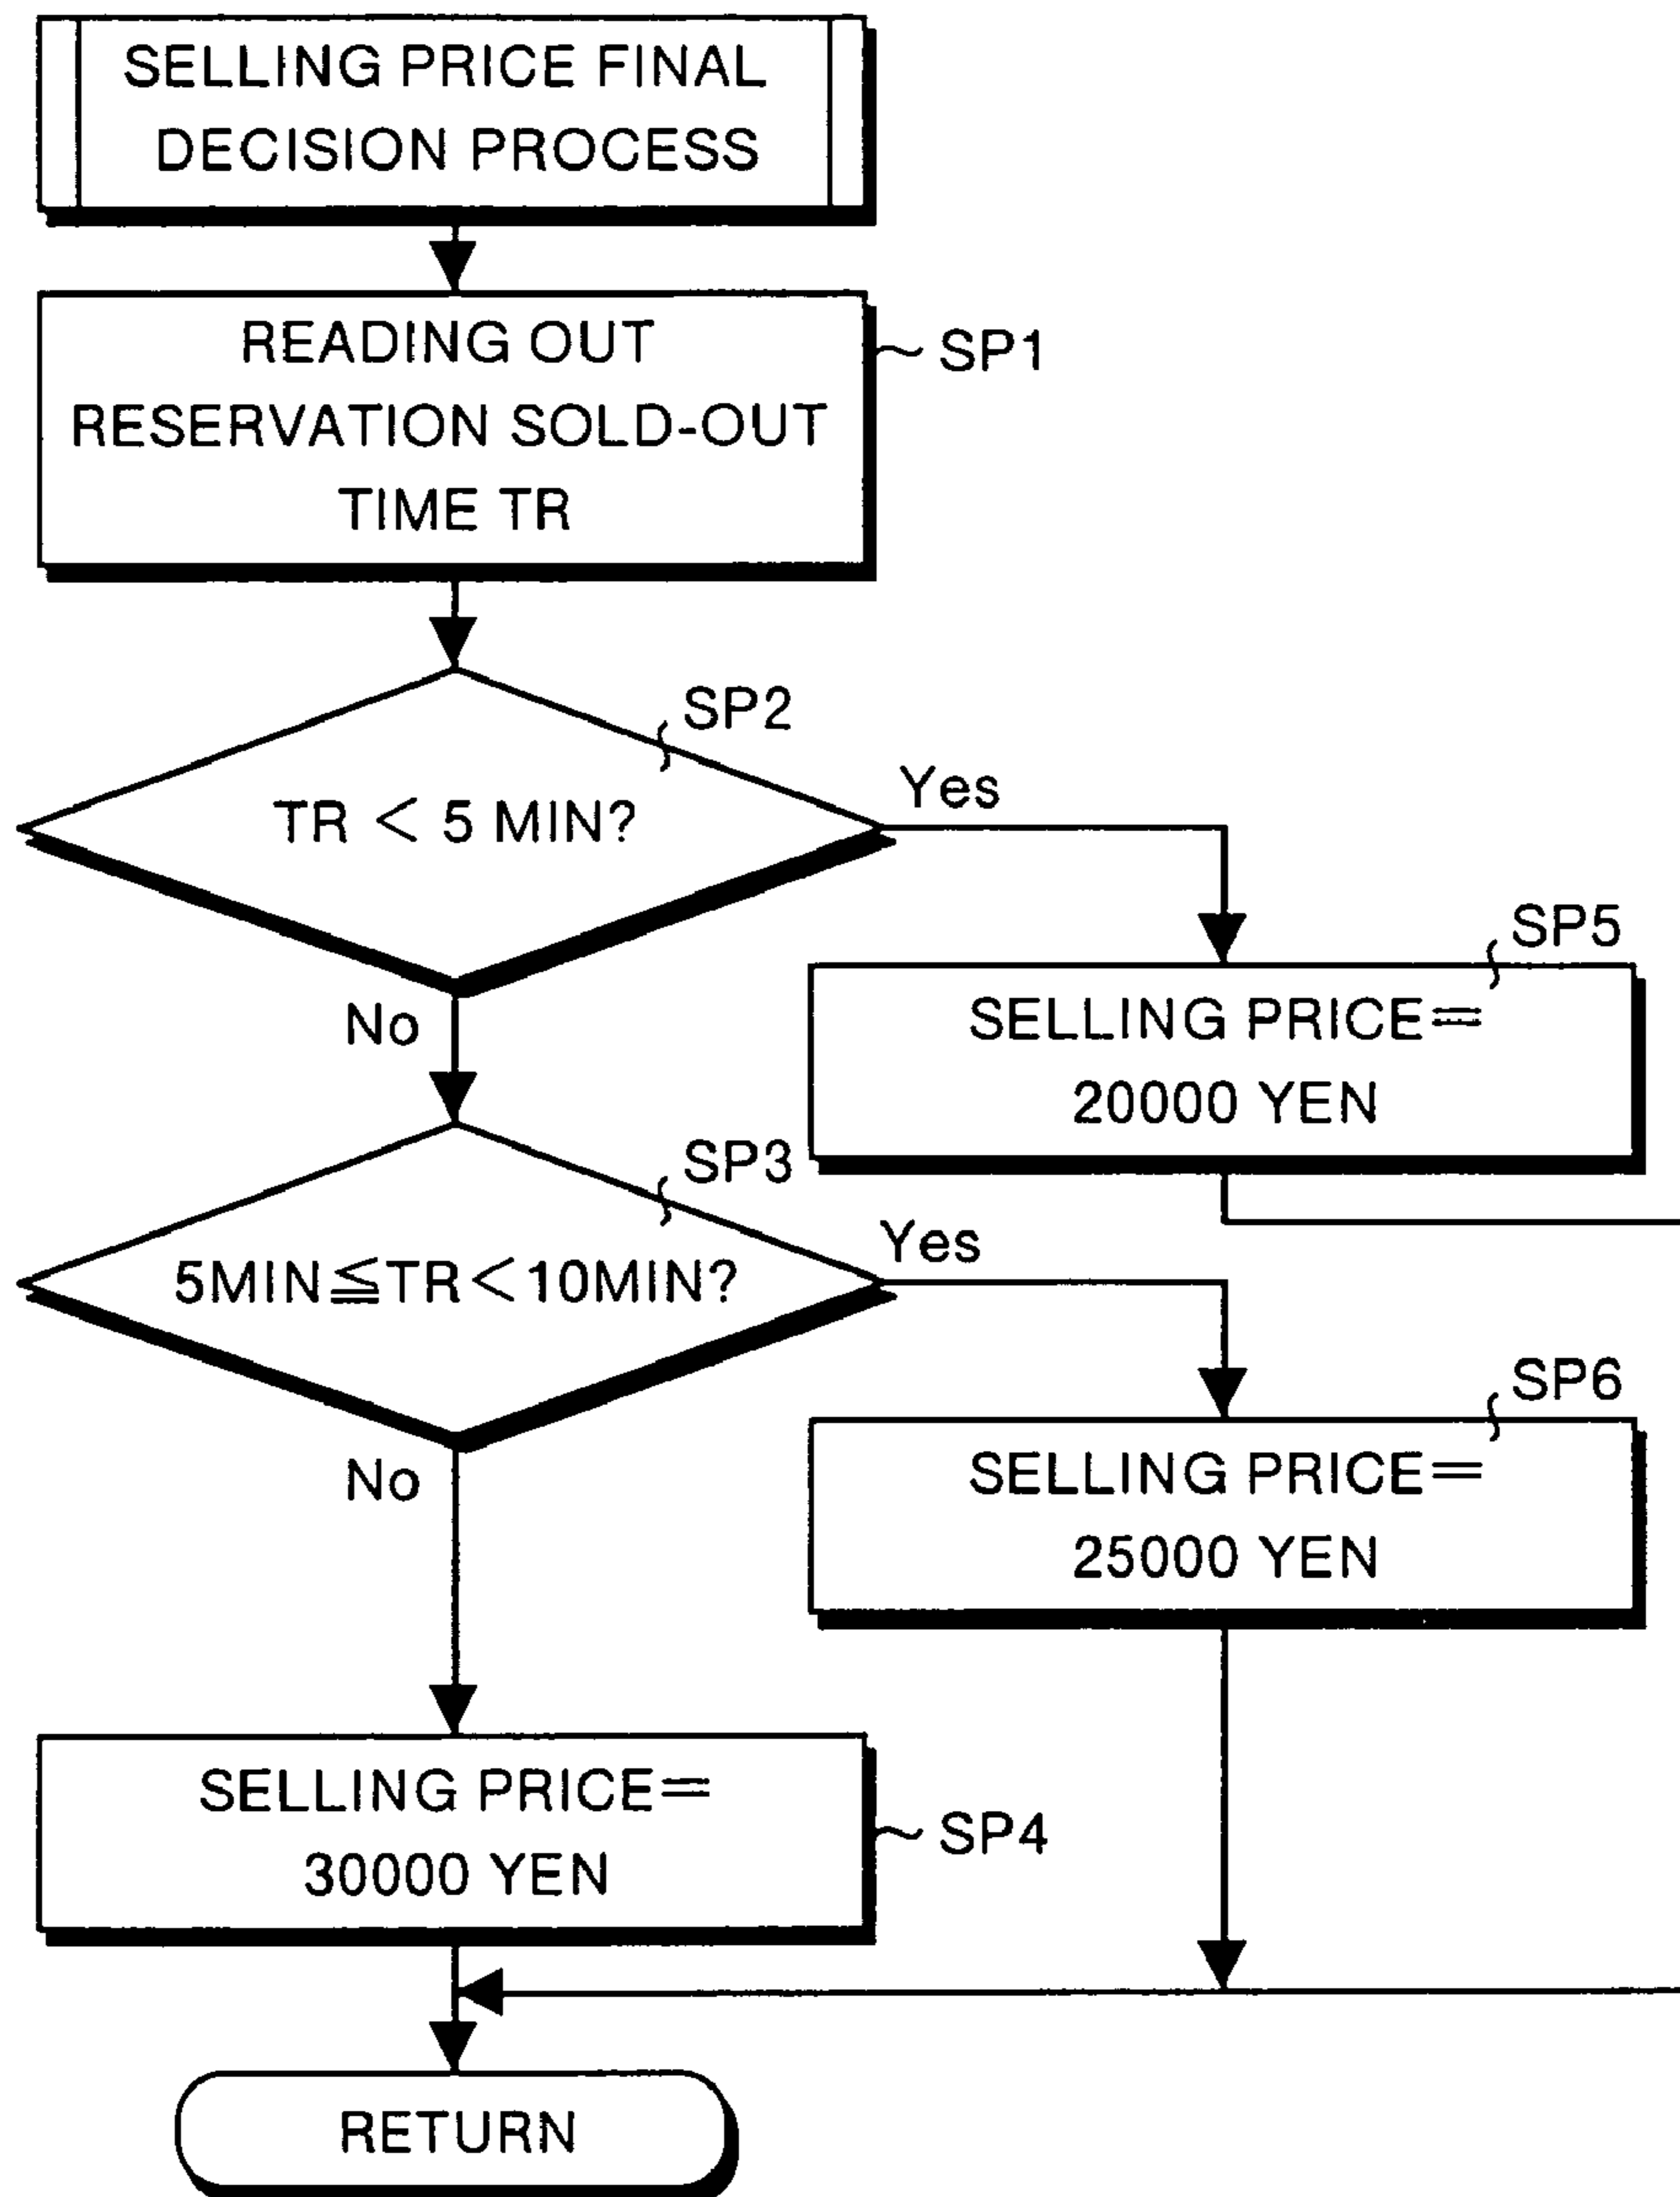 SELLING PRICE FINAL
DECISION PROCESS
READING OUT
RESERVATION SOLD-OUT
TIME TR
SP1
SP2
TR < 5 MIN?
Yes
SP5
SELLING PRICE=
20000 YEN
No
SP3
5MIN≦TR<10MIN?
Yes
SP6
SELLING PRICE=
25000 YEN
No
SELLING PRICE=
30000 YEN
SP4
RETURN